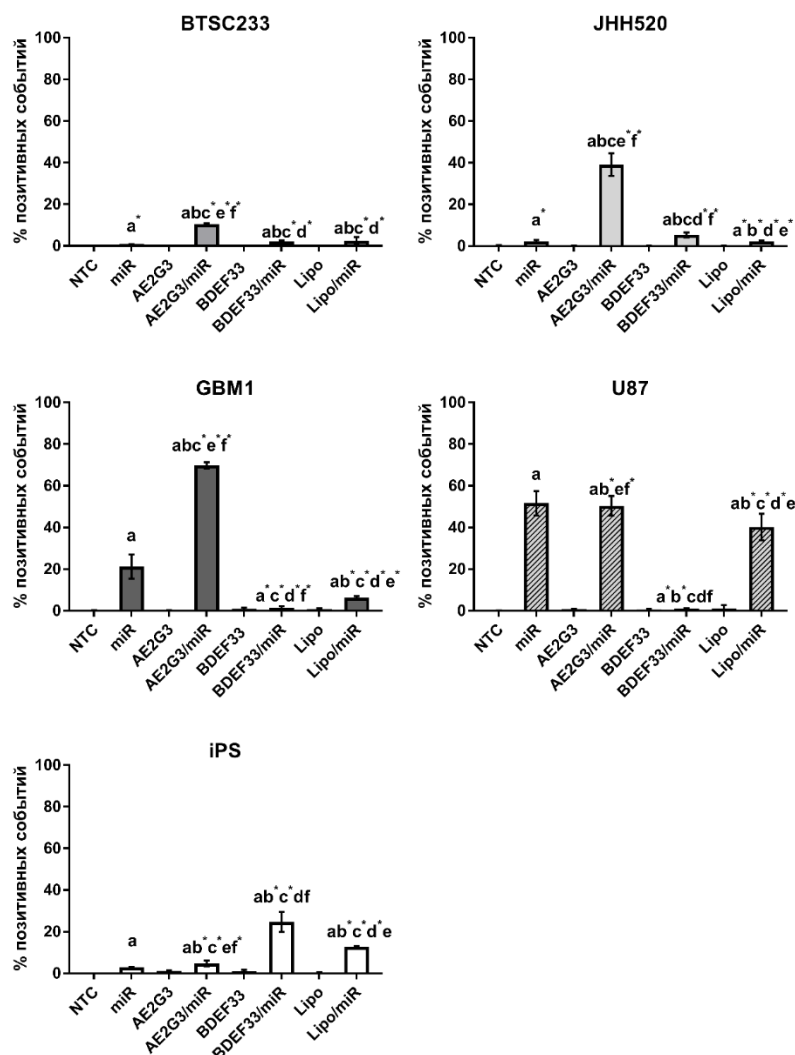 BTSC233
% позитивных событий
100
80
60
40
20
0
a*
abc*e*f*
abc*d*
abc*d*
NTC
miR
AE2G3
AE2G3/miR
BDEF33
BDEF33/miR
Lipo
Lipo/miR
JHH520
% позитивных событий
100
80
60
40
20
0
a*
abce*f*
abcd*f*
a*b*d*e*
NTC
miR
AE2G3
AE2G3/miR
BDEF33
BDEF33/miR
Lipo
Lipo/miR
GBM1
% позитивных событий
100
80
60
40
20
0
a
abc*e*f*
a*c*d*f*
ab*c*d*e*
NTC
miR
AE2G3
AE2G3/miR
BDEF33
BDEF33/miR
Lipo
Lipo/miR
U87
% позитивных событий
100
80
60
40
20
0
a
ab*ef*
a*b*cdf
ab*c*d*e
NTC
miR
AE2G3
AE2G3/miR
BDEF33
BDEF33/miR
Lipo
Lipo/miR
iPS
% позитивных событий
100
80
60
40
20
0
a
ab*c*ef*
ab*c*df
ab*c*d*e
NTC
miR
AE2G3
AE2G3/miR
BDEF33
BDEF33/miR
Lipo
Lipo/miR